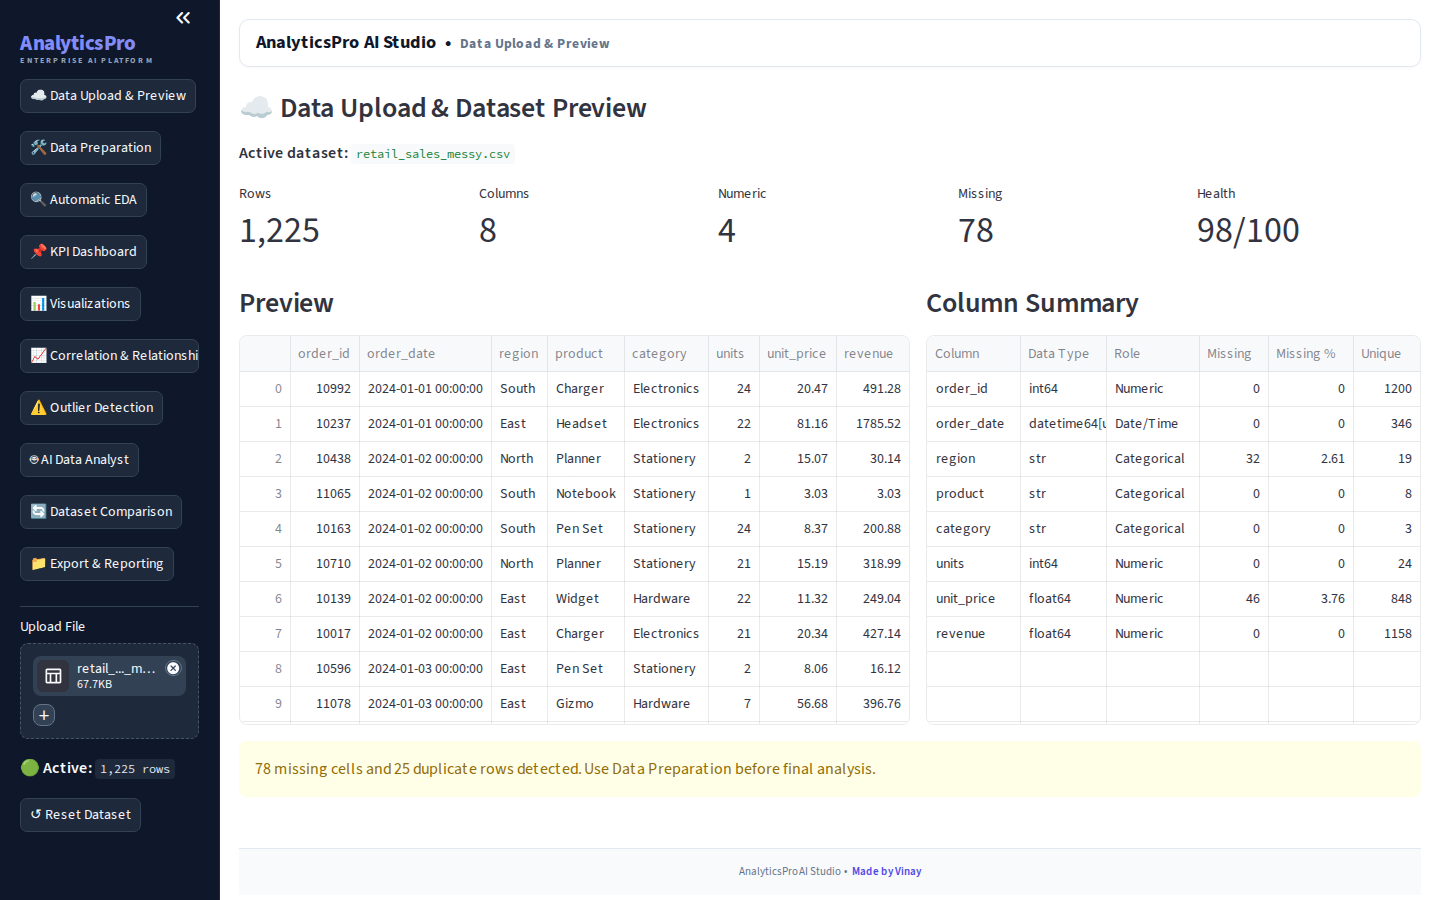 AnalyticsPro
ENTERPRISE AI PLATFORM
Data Upload & Preview
Data Preparation
Automatic EDA
KPI Dashboard
Visualizations
Correlation & Relationshi
Outlier Detection
AI Data Analyst
Dataset Comparison
Export & Reporting
Upload File
retail_..._m...
67.7KB
Active: 1,225 rows
↺ Reset Dataset
AnalyticsPro AI Studio • Data Upload & Preview
Data Upload & Dataset Preview
Active dataset: retail_sales_messy.csv
Rows Columns Numeric Missing Health
1,225 8 4 78 98/100
Preview
order_id order_date region product category units unit_price revenue
0 10992 2024-01-01 00:00:00 South Charger Electronics 24 20.47 491.28
1 10237 2024-01-01 00:00:00 East Headset Electronics 22 81.16 1785.52
2 10438 2024-01-02 00:00:00 North Planner Stationery 2 15.07 30.14
3 11065 2024-01-02 00:00:00 South Notebook Stationery 1 3.03 3.03
4 10163 2024-01-02 00:00:00 South Pen Set Stationery 24 8.37 200.88
5 10710 2024-01-02 00:00:00 North Planner Stationery 21 15.19 318.99
6 10139 2024-01-02 00:00:00 East Widget Hardware 22 11.32 249.04
7 10017 2024-01-02 00:00:00 East Charger Electronics 21 20.34 427.14
8 10596 2024-01-03 00:00:00 East Pen Set Stationery 2 8.06 16.12
9 11078 2024-01-03 00:00:00 East Gizmo Hardware 7 56.68 396.76
Column Summary
Column Data Type Role Missing Missing % Unique
order_id int64 Numeric 0 0 1200
order_date datetime64[u Date/Time 0 0 346
region str Categorical 32 2.61 19
product str Categorical 0 0 8
category str Categorical 0 0 3
units int64 Numeric 0 0 24
unit_price float64 Numeric 46 3.76 848
revenue float64 Numeric 0 0 1158
78 missing cells and 25 duplicate rows detected. Use Data Preparation before final analysis.
AnalyticsPro AI Studio • Made by Vinay